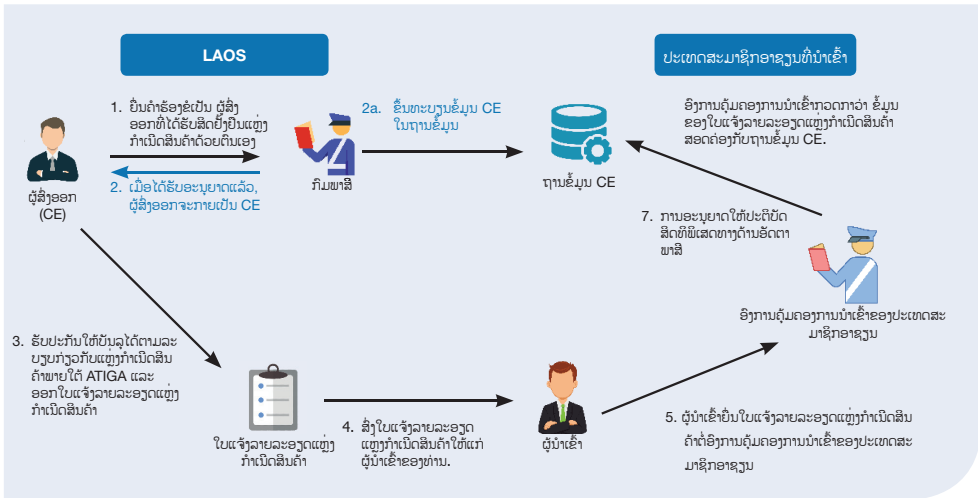 LAOS
ປະເທດສະມາຊິກອາຊຽນທີ່ນຳເຂົ້າ
1. ຍື່ນຄຳຮ້ອງຂໍເປັນ ຜູ້ສົ່ງ
ອອກທີ່ໄດ້ຮັບສິດຢັ້ງຢືນແຫຼ່ງ
ກຳເນີດສິນຄ້າດ້ວຍຕົນເອງ
2. ເມື່ອໄດ້ຮັບອະນຸຍາດແລ້ວ,
ຜູ້ສົ່ງອອກຈະກາຍເປັນ CE
ຜູ້ສົ່ງອອກ
(CE)
ກົມພາສີ
2a. ຂຶ້ນທະບຽນຂໍ້ມູນ CE
ໃນຖານຂໍ້ມູນ
ຖານຂໍ້ມູນ CE
ອົງການຄຸ້ມຄອງການນຳເຂົ້າກວດກາວ່າ ຂໍ້ມູນ
ຂອງໃບແຈ້ງລາຍລະອຽດແຫຼ່ງກຳເນີດສິນຄ້າ
ສອດຄ່ອງກັບຖານຂໍ້ມູນ CE.
7. ການອະນຸຍາດໃຫ້ປະຕິບັດ
ສິດທິພິເສດທາງດ້ານອັດຕາ
ພາສີ
ອົງການຄຸ້ມຄອງການນຳເຂົ້າຂອງປະເທດສະ
ມາຊິກອາຊຽນ
3. ຮັບປະກັນໃຫ້ບັນລຸໄດ້ຕາມລະ
ບຽບກ່ຽວກັບແຫຼ່ງກຳເນີດສິນ
ຄ້າພາຍໃຕ້ ATIGA ແລະ
ອອກໃບແຈ້ງລາຍລະອຽດແຫຼ່ງ
ກຳເນີດສິນຄ້າ
ໃບແຈ້ງລາຍລະອຽດແຫຼ່ງ
ກຳເນີດສິນຄ້າ
4. ສົ່ງໃບແຈ້ງລາຍລະອຽດ
ແຫຼ່ງກຳເນີດສິນຄ້າໃຫ້ແກ່
ຜູ້ນຳເຂົ້າຂອງທ່ານ.
ຜູ້ນຳເຂົ້າ
5. ຜູ້ນຳເຂົ້າຍື່ນໃບແຈ້ງລາຍລະອຽດແຫຼ່ງກຳເນີດສິນ
ຄ້າຕໍ່ອົງການຄຸ້ມຄອງການນຳເຂົ້າຂອງປະເທດສະ
ມາຊິກອາຊຽນ